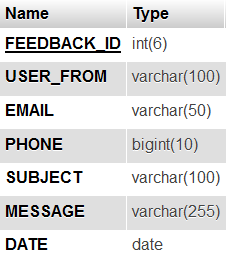 Name Type
FEEDBACK_ID int(6)
USER_FROM varchar(100)
EMAIL varchar(50)
PHONE bigint(10)
SUBJECT varchar(100)
MESSAGE varchar(255)
DATE date